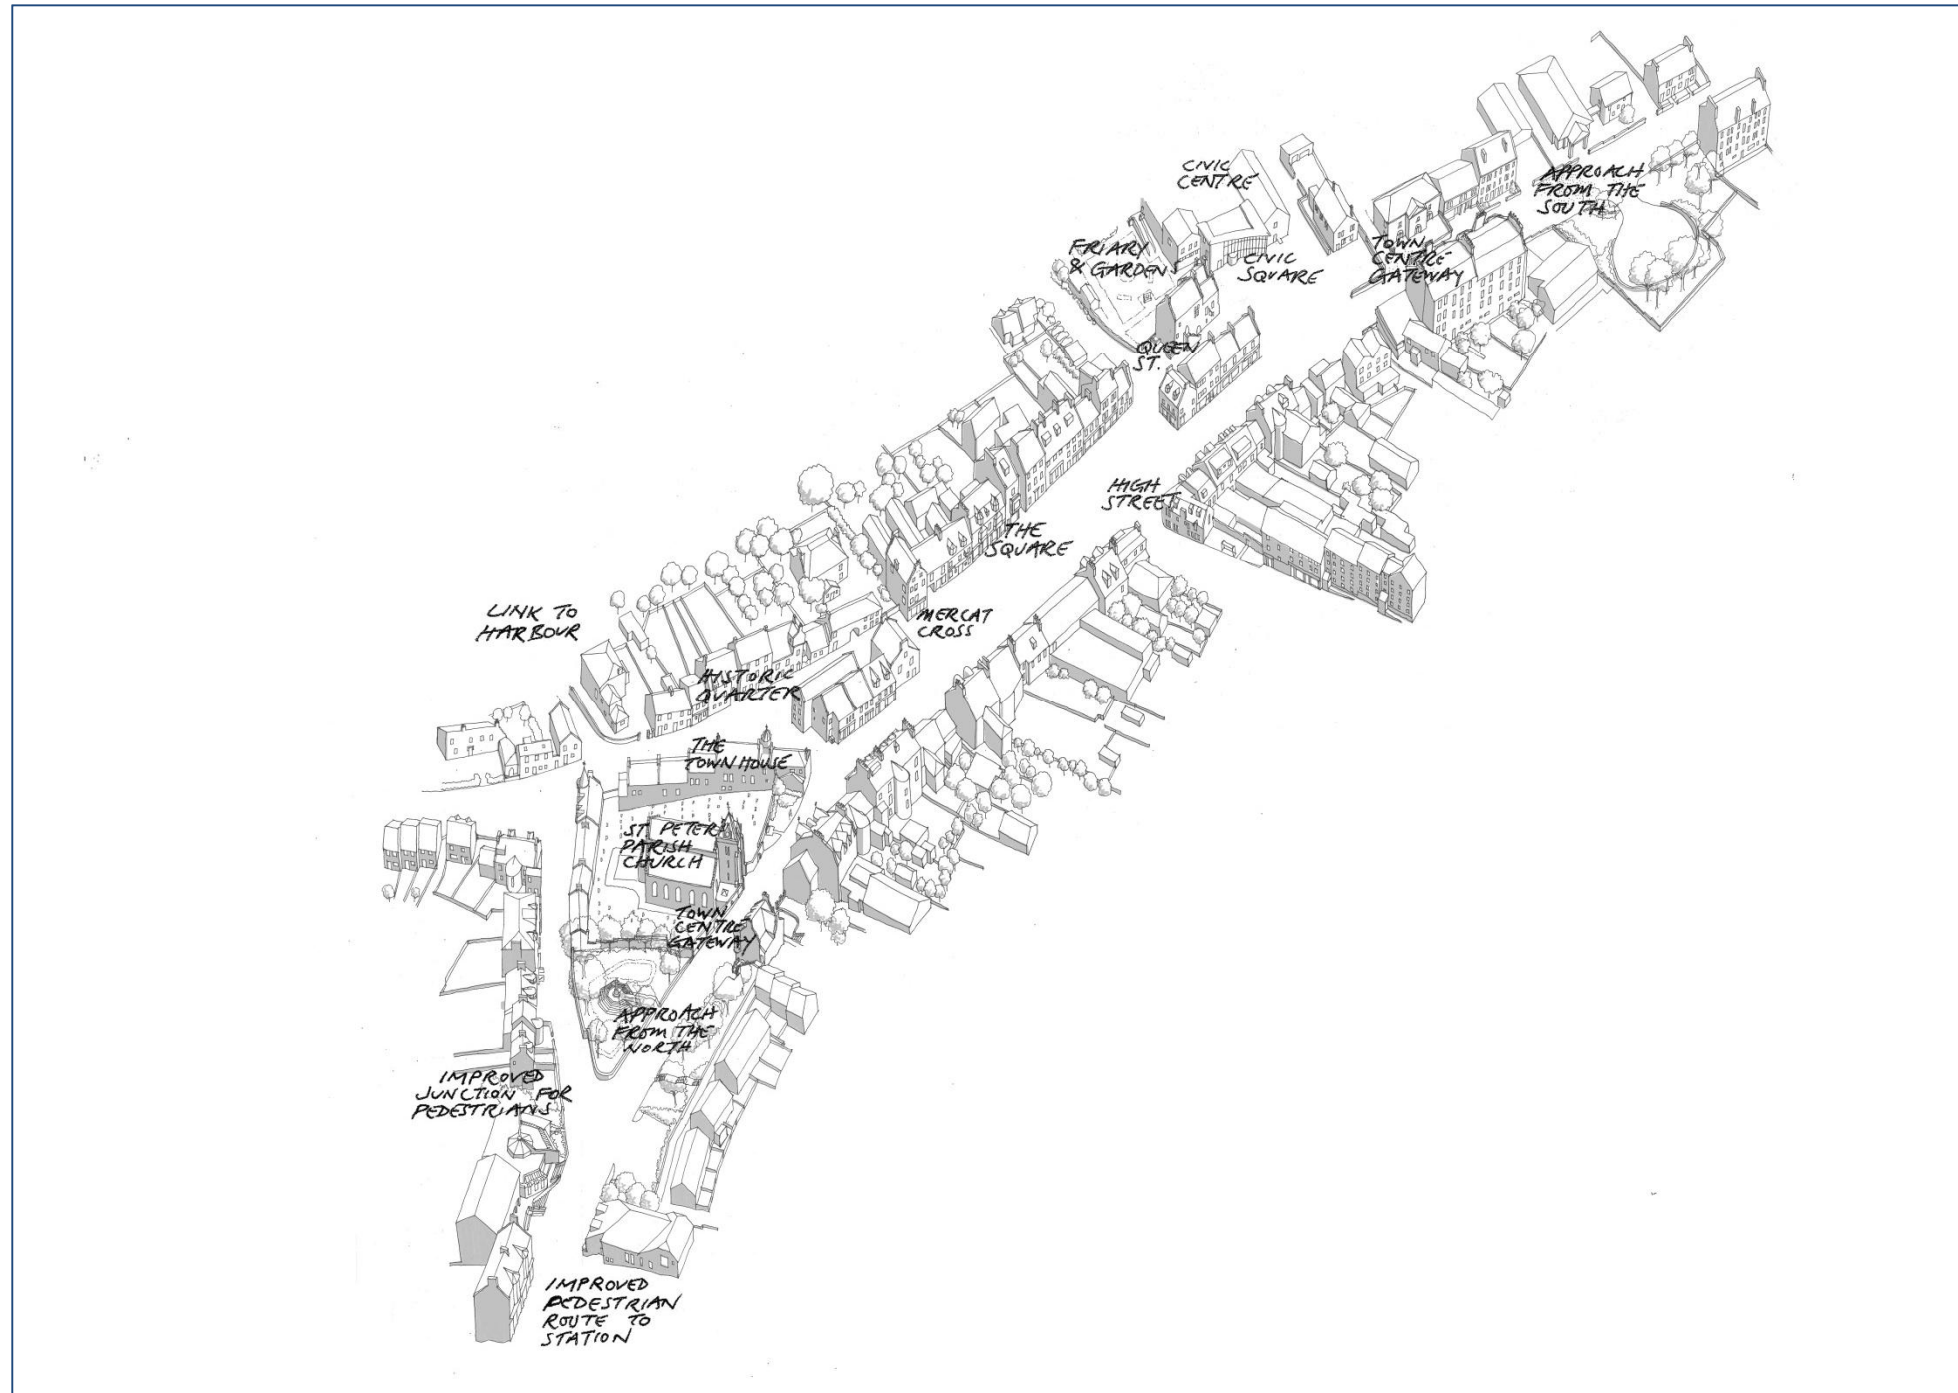 CIVIC
CENTRE
APPROACH
FROM THE
SOUTH
FRIARY
& GARDEN
CIVIC
SQUARE
TOWN
CENTRE
GATEWAY
QUEEN
ST.
HIGH
STREET
THE
SQUARE
LINK TO
HARBOUR
MERCAT
CROSS
HISTORIC
QUARTER
THE
TOWN HOUSE
ST PETER
PARISH
CHURCH
TOWN
CENTRE
GATEWAY
APPROACH
FROM THE
NORTH
IMPROVED
JUNCTION FOR
PEDESTRIANS
IMPROVED
PEDESTRIAN
ROUTE TO
STATION